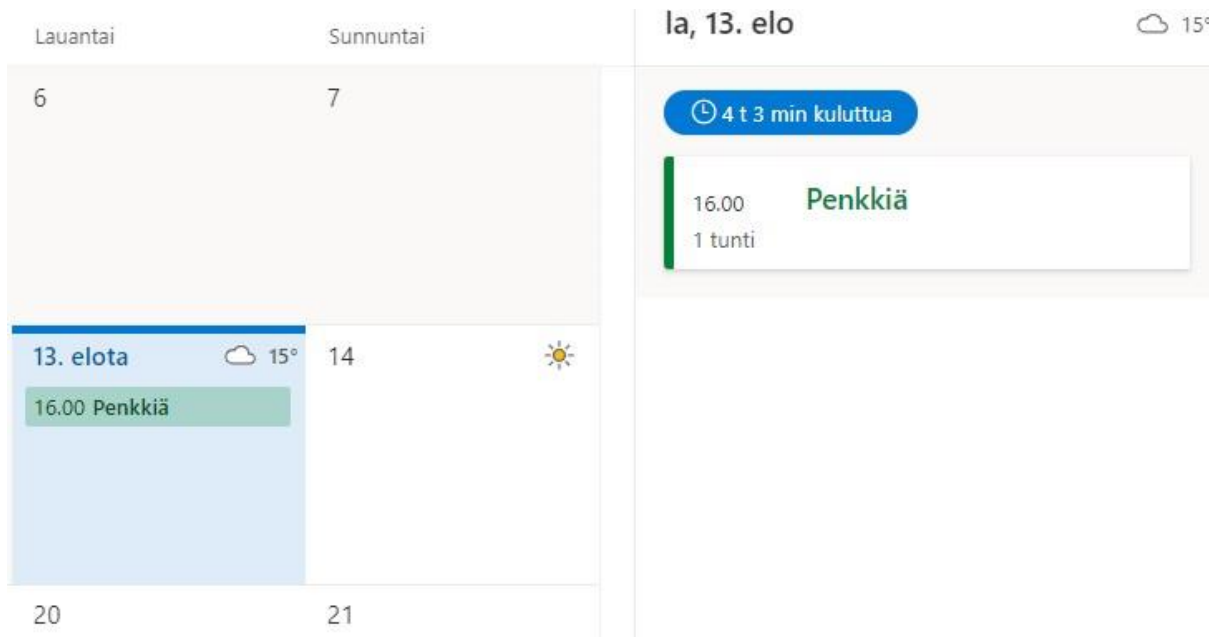 Lauantai
Sunnuntai
6
7
13. elota
15°
14
16.00 Penkkiä
20
21
la, 13. elo
15°
4 t 3 min kuluttua
16.00
Penkkiä
1 tunti